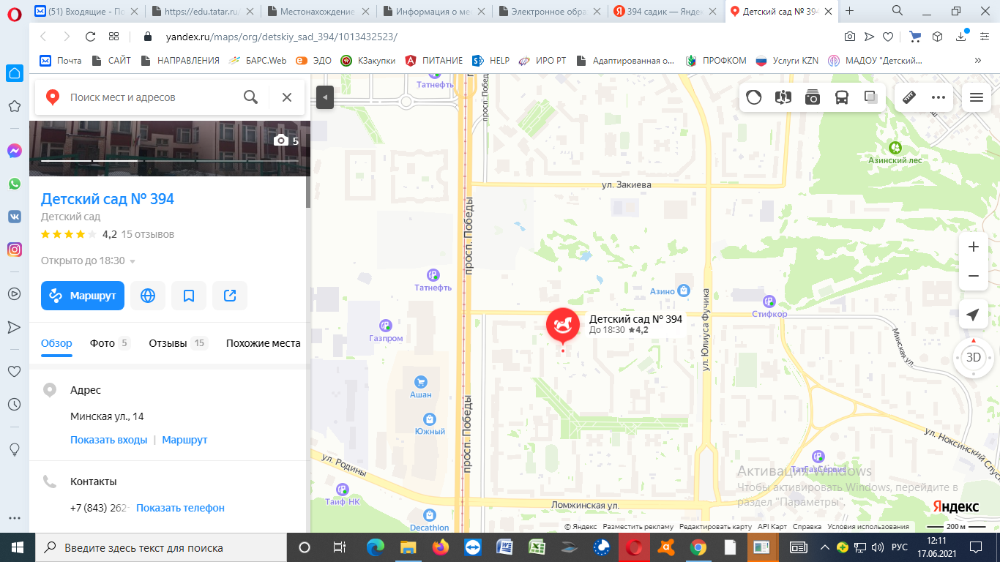 (51) Входящие - По
https://edu.tatar.ru/
Местонахождение
Информация о ме
Электронное обра
394 садик — Яндек
Детский сад № 394
yandex.ru/maps/org/detskiy_sad_394/1013432523/
Почта
САЙТ
НАПРАВЛЕНИЯ
БАРС.Web
ЭДО
КЗакупки
ПИТАНИЕ
HELP
ИРО РТ
Адаптированная о...
ПРОФКОМ
Услуги KZN
МАДОУ "Детский...
Поиск мест и адресов
5
Детский сад № 394
Детский сад
4,2 15 отзывов
Открыто до 18:30
Маршрут
Обзор Фото 5 Отзывы 15 Похожие места
Адрес
Минская ул., 14
Показать входы | Маршрут
Контакты
+7 (843) 262- Показать телефон
Татнефть
просп. Победы
Азинский лес
ул. Закиева
просп. Победы
Татнефть
Азино
Стифкор
ул. Юлиуса Фучика
Детский сад № 394
До 18:30 ★4,2
Газпром
Минская ул.
3D
Ашан
Южный
просп. Победы
ул. Родины
ул. Ноксинский Спуск
ТатГазСервис
Таиф НК
Ломжинская ул.
Decathlon
Активация Windows
Чтобы активировать Windows, перейдите в
раздел "Параметры".
Яндекс
© Яндекс Разместить рекламу Редактировать карту API Карт Справка Условия использования
200 м
Введите здесь текст для поиска
РУС
12:11
17.06.2021